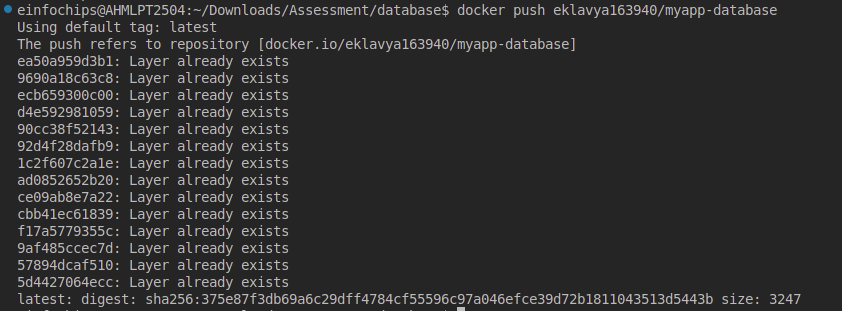 einfochips@AHMLPT2504:~/Downloads/Assessment/database$ docker push eklavya163940/myapp-database
Using default tag: latest
The push refers to repository [docker.io/eklavya163940/myapp-database]
ea50a959d3b1: Layer already exists
9690a18c63c8: Layer already exists
ecb659300c00: Layer already exists
d4e592981059: Layer already exists
90cc38f52143: Layer already exists
92d4f28dafb9: Layer already exists
1c2f607c2a1e: Layer already exists
ad0852652b20: Layer already exists
ce09ab8e7a22: Layer already exists
cbb41ec61839: Layer already exists
f17a5779355c: Layer already exists
9af485ccec7d: Layer already exists
57894dcaf510: Layer already exists
5d4427064ecc: Layer already exists
latest: digest: sha256:375e87f3db69a6c29dff4784cf55596c97a046efce39d72b1811043513d5443b size: 3247